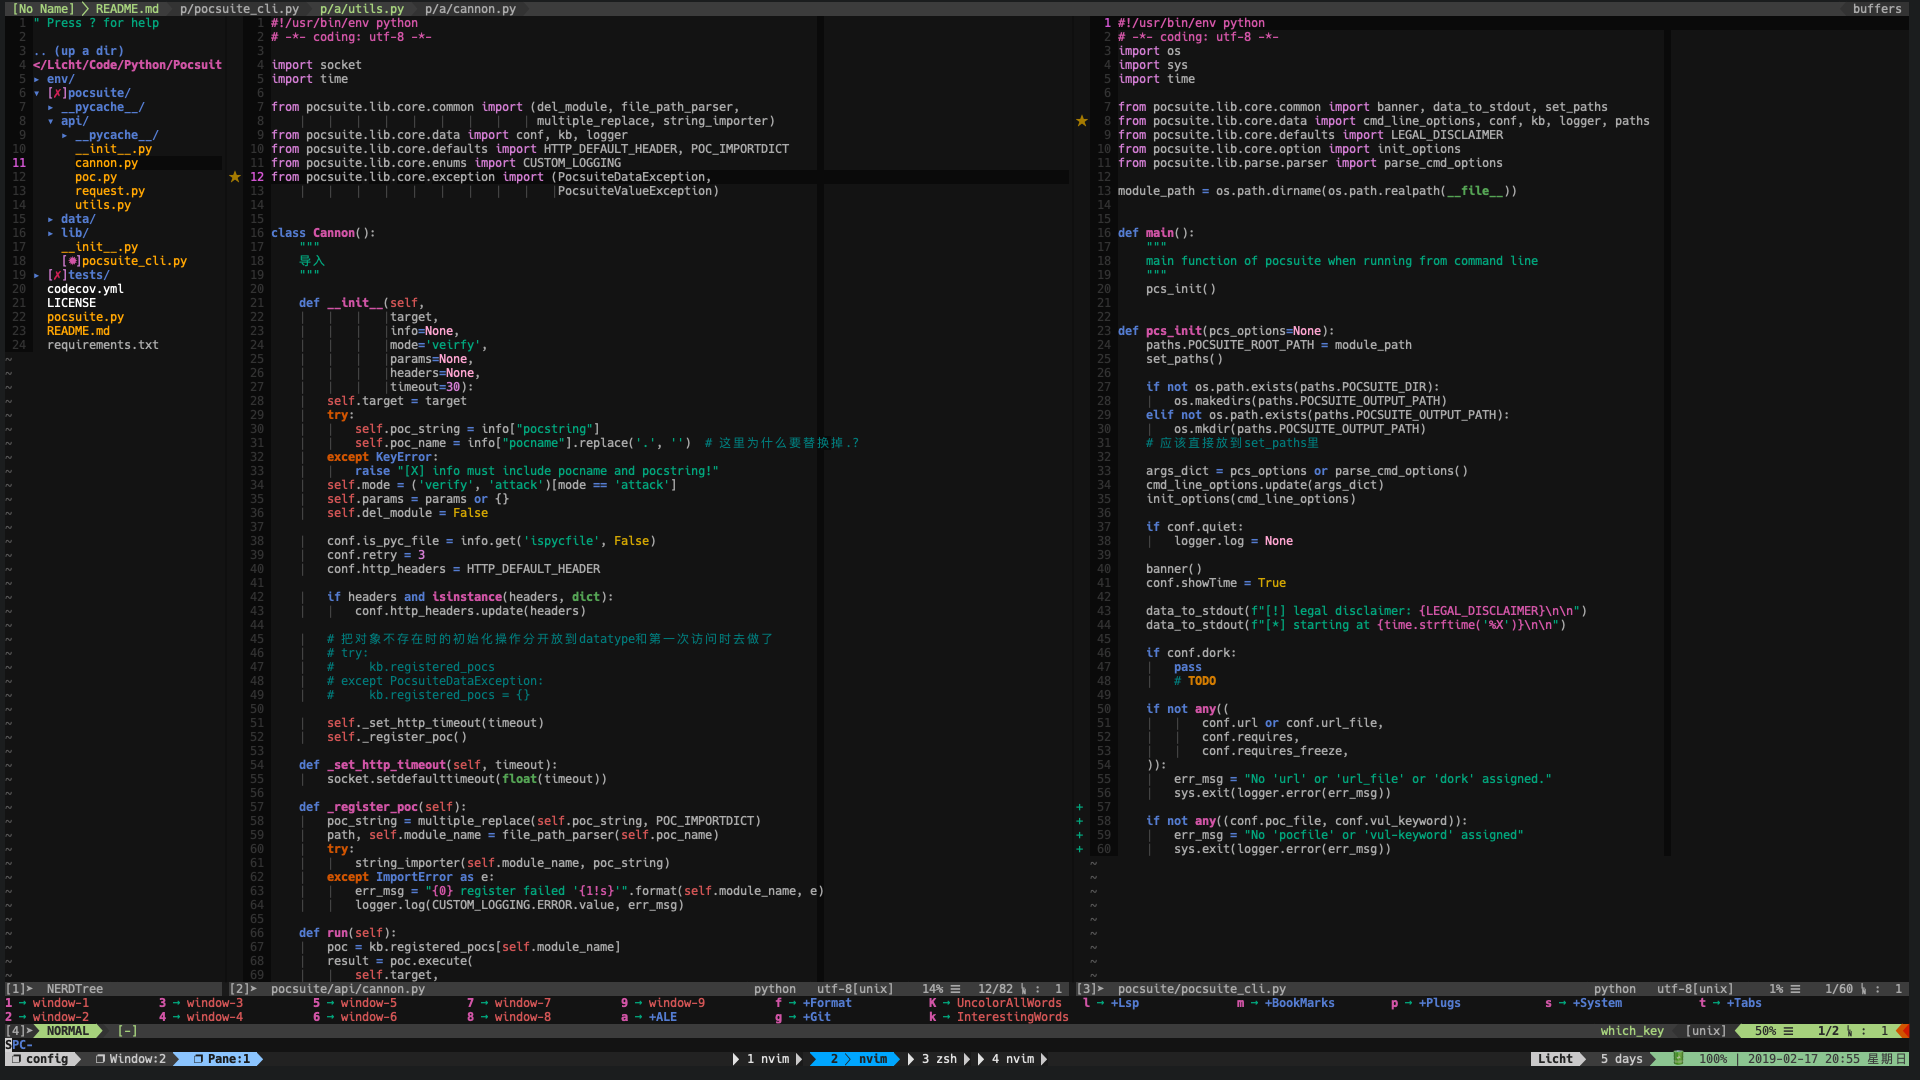 [No Name] README.md p/pocsuite_cli.py p/a/utils.py p/a/cannon.py buffers
1 " Press ? for help
2
3 .. (up a dir)
4 </Licht/Code/Python/Pocsuit
5 ▸ env/
6 ▾ [✗]pocsuite/
7 ▸ __pycache__/
8 ▾ api/
9 ▸ __pycache__/
10 __init__.py
11 cannon.py
12 poc.py
13 request.py
14 utils.py
15 ▸ data/
16 ▸ lib/
17 __init__.py
18 [✹]pocsuite_cli.py
19 ▸ [✗]tests/
20 codecov.yml
21 LICENSE
22 pocsuite.py
23 README.md
24 requirements.txt
1 #!/usr/bin/env python
2 # -*- coding: utf-8 -*-
3
4 import socket
5 import time
6
7 from pocsuite.lib.core.common import (del_module, file_path_parser,
8 multiple_replace, string_importer)
9 from pocsuite.lib.core.data import conf, kb, logger
10 from pocsuite.lib.core.defaults import HTTP_DEFAULT_HEADER, POC_IMPORTDICT
11 from pocsuite.lib.core.enums import CUSTOM_LOGGING
12 from pocsuite.lib.core.exception import (PocsuiteDataException,
13 PocsuiteValueException)
14
15
16 class Cannon():
17 """
18 导入
19 """
20
21 def __init__(self,
22 target,
23 info=None,
24 mode='veirfy',
25 params=None,
26 headers=None,
27 timeout=30):
28 self.target = target
29 try:
30 self.poc_string = info["pocstring"]
31 self.poc_name = info["pocname"].replace('.', '') # 这里为什么要替换掉.?
32 except KeyError:
33 raise "[X] info must include pocname and pocstring!"
34 self.mode = ('verify', 'attack')[mode == 'attack']
35 self.params = params or {}
36 self.del_module = False
37
38 conf.is_pyc_file = info.get('ispycfile', False)
39 conf.retry = 3
40 conf.http_headers = HTTP_DEFAULT_HEADER
41
42 if headers and isinstance(headers, dict):
43 conf.http_headers.update(headers)
44
45 # 把对象不存在时的初始化操作分开放到datatype和第一次访问时去做了
46 # try:
47 # kb.registered_pocs
48 # except PocsuiteDataException:
49 # kb.registered_pocs = {}
50
51 self._set_http_timeout(timeout)
52 self._register_poc()
53
54 def _set_http_timeout(self, timeout):
55 socket.setdefaulttimeout(float(timeout))
56
57 def _register_poc(self):
58 poc_string = multiple_replace(self.poc_string, POC_IMPORTDICT)
59 path, self.module_name = file_path_parser(self.poc_name)
60 try:
61 string_importer(self.module_name, poc_string)
62 except ImportError as e:
63 err_msg = "{0} register failed '{1!s}'".format(self.module_name, e)
64 logger.log(CUSTOM_LOGGING.ERROR.value, err_msg)
65
66 def run(self):
67 poc = kb.registered_pocs[self.module_name]
68 result = poc.execute(
69 self.target,
1 #!/usr/bin/env python
2 # -*- coding: utf-8 -*-
3 import os
4 import sys
5 import time
6
7 from pocsuite.lib.core.common import banner, data_to_stdout, set_paths
8 from pocsuite.lib.core.data import cmd_line_options, conf, kb, logger, paths
9 from pocsuite.lib.core.defaults import LEGAL_DISCLAIMER
10 from pocsuite.lib.core.option import init_options
11 from pocsuite.lib.parse.parser import parse_cmd_options
12
13 module_path = os.path.dirname(os.path.realpath(__file__))
14
15
16 def main():
17 """
18 main function of pocsuite when running from command line
19 """
20 pcs_init()
21
22
23 def pcs_init(pcs_options=None):
24 paths.POCSUITE_ROOT_PATH = module_path
25 set_paths()
26
27 if not os.path.exists(paths.POCSUITE_DIR):
28 os.makedirs(paths.POCSUITE_OUTPUT_PATH)
29 elif not os.path.exists(paths.POCSUITE_OUTPUT_PATH):
30 os.mkdir(paths.POCSUITE_OUTPUT_PATH)
31 # 应该直接放到set_paths里
32
33 args_dict = pcs_options or parse_cmd_options()
34 cmd_line_options.update(args_dict)
35 init_options(cmd_line_options)
36
37 if conf.quiet:
38 logger.log = None
39
40 banner()
41 conf.showTime = True
42
43 data_to_stdout(f"[!] legal disclaimer: {LEGAL_DISCLAIMER}\n\n")
44 data_to_stdout(f"[*] starting at {time.strftime('%X')}\n\n")
45
46 if conf.dork:
47 pass
48 # TODO
49
50 if not any((
51 conf.url or conf.url_file,
52 conf.requires,
53 conf.requires_freeze,
54 )):
55 err_msg = "No 'url' or 'url_file' or 'dork' assigned."
56 sys.exit(logger.error(err_msg))
57
58 if not any((conf.poc_file, conf.vul_keyword)):
59 err_msg = "No 'pocfile' or 'vul-keyword' assigned"
60 sys.exit(logger.error(err_msg))
[1] NERDTree [2] pocsuite/api/cannon.py python utf-8[unix] 14% 12/82 : 1 [3] pocsuite/pocsuite_cli.py python utf-8[unix] 1% 1/60 : 1
1 → window-1 3 → window-3 5 → window-5 7 → window-7 9 → window-9 f → +Format K → UncolorAllWords l → +Lsp m → +BookMarks p → +Plugs s → +System t → +Tabs
2 → window-2 4 → window-4 6 → window-6 8 → window-8 a → +ALE g → +Git k → InterestingWords
[4] NORMAL [-] which_key [unix] 50% 1/2 : 1
SPC-
config Window:2 Pane:1 1 nvim 2 nvim 3 zsh 4 nvim Licht 5 days 100% | 2019-02-17 20:55 星期日